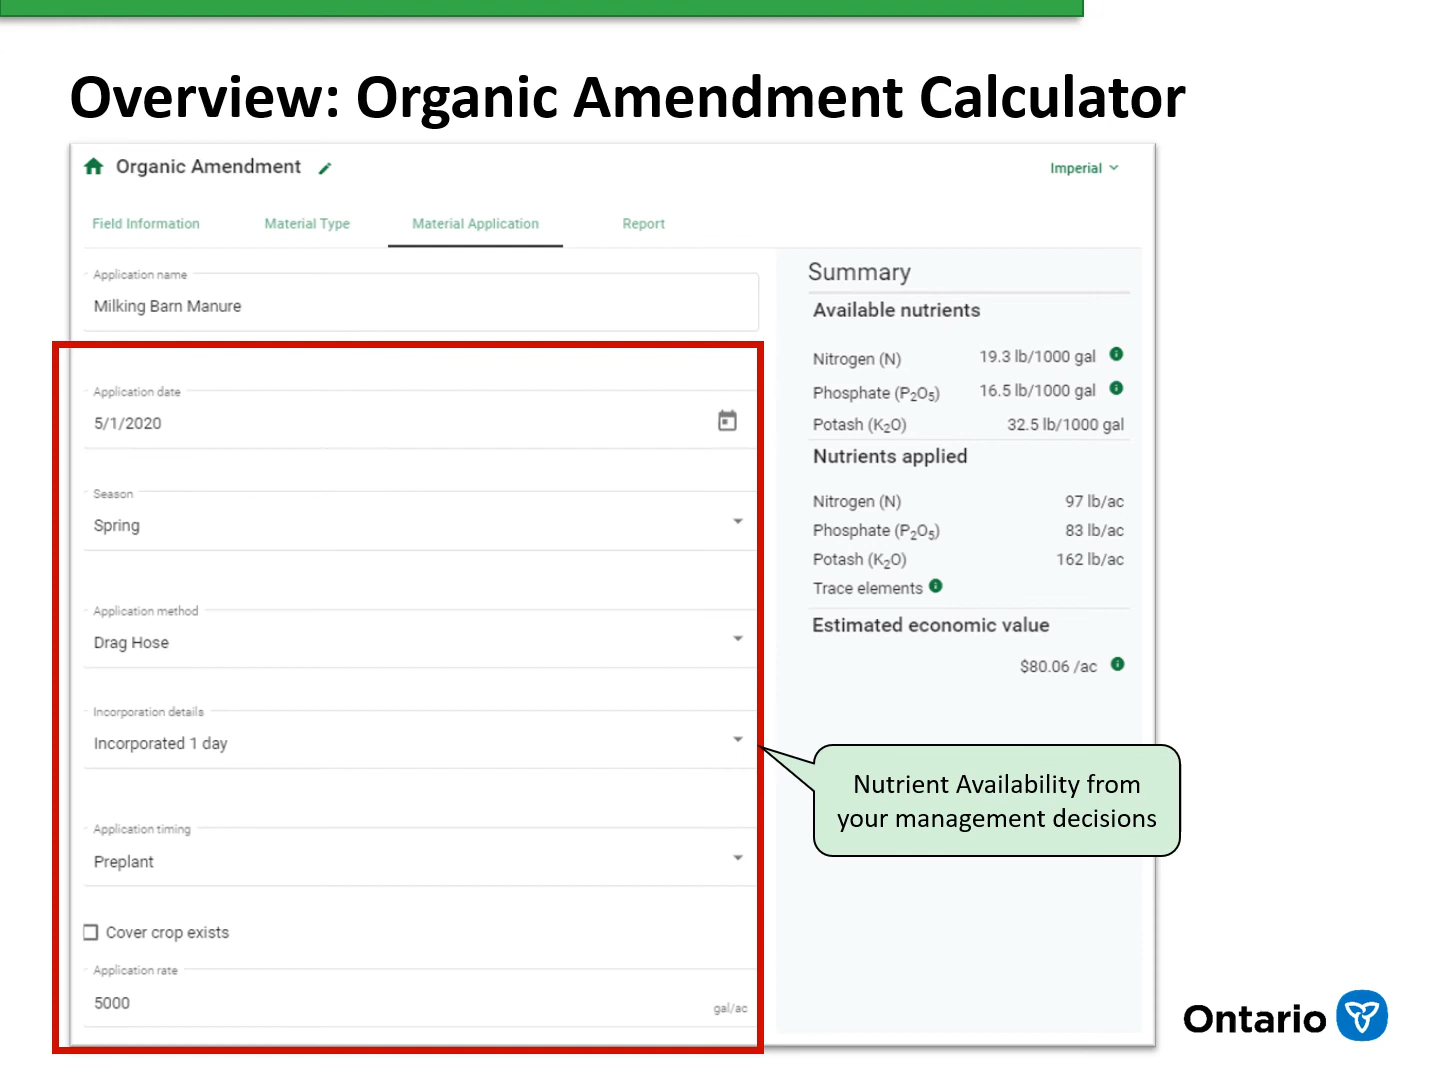 Overview: Organic Amendment Calculator
Organic Amendment
Imperial
Field Information
Material Type
Material Application
Report
Application name
Milking Barn Manure
Application date
5/1/2020
Season
Spring
Application method
Drag Hose
Incorporation details
Incorporated 1 day
Application timing
Preplant
Cover crop exists
Application rate
5000
gal/ac
Summary
Available nutrients
Nitrogen (N) 19.3 lb/1000 gal
Phosphate (P₂O₅) 16.5 lb/1000 gal
Potash (K₂O) 32.5 lb/1000 gal
Nutrients applied
Nitrogen (N) 97 lb/ac
Phosphate (P₂O₅) 83 lb/ac
Potash (K₂O) 162 lb/ac
Trace elements
Estimated economic value
$80.06 /ac
Nutrient Availability from
your management decisions
Ontario